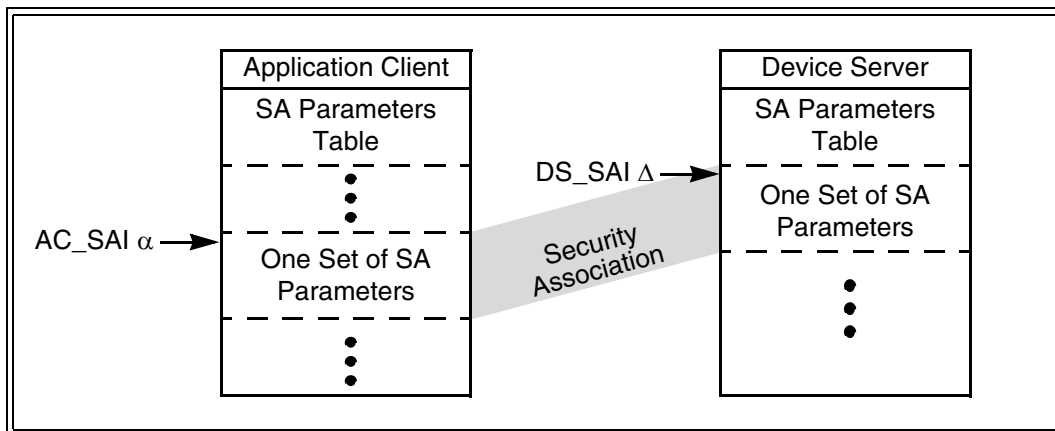 Application Client
SA Parameters
Table
AC_SAI α
One Set of SA
Parameters
Security
Association
Device Server
SA Parameters
Table
DS_SAI Δ
One Set of SA
Parameters